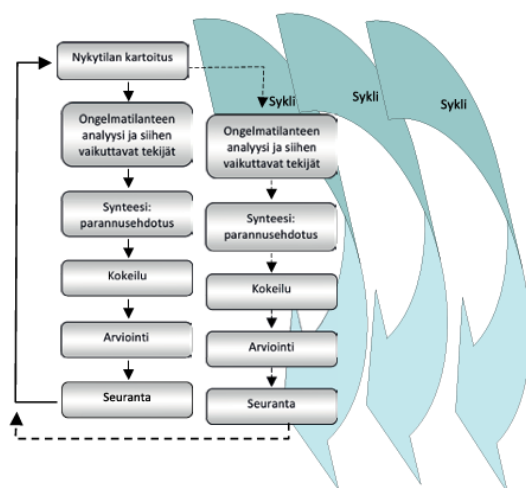 Nykytilan kartoitus
Ongelmatilanteen
analyysi ja siihen
vaikuttavat tekijät
Synteesi:
parannusehdotus
Kokeilu
Arviointi
Seuranta
Ongelmatilanteen
analyysi ja siihen
vaikuttavat tekijät
Synteesi:
parannusehdotus
Kokeilu
Arviointi
Seuranta
Sykli
Sykli
Sykli